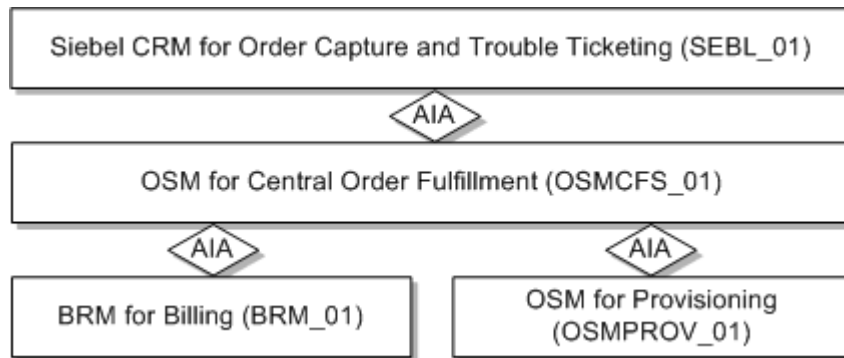 Siebel CRM for Order Capture and Trouble Ticketing (SEBL_01)
AIA
OSM for Central Order Fulfillment (OSMCFS_01)
AIA
AIA
BRM for Billing (BRM_01)
OSM for Provisioning
(OSMPROV_01)